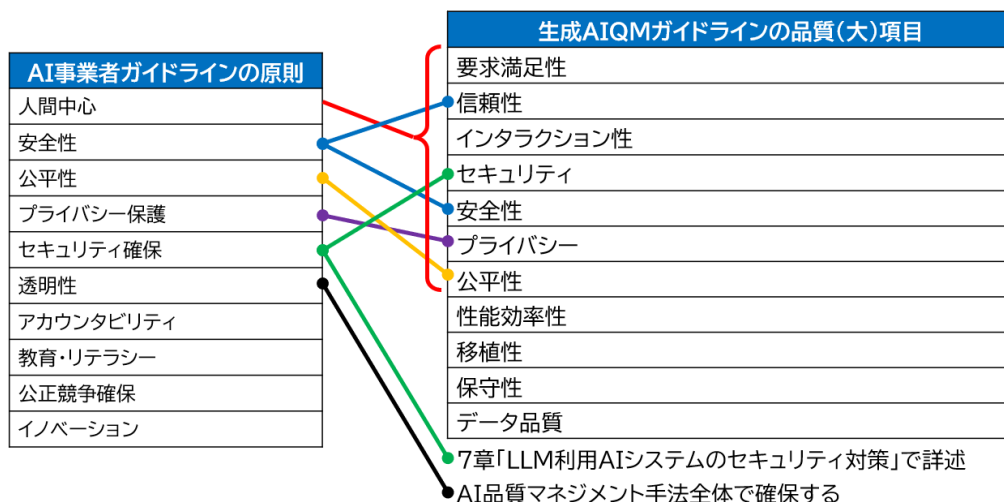 AI事業者ガイドラインの原則
人間中心
安全性
公平性
プライバシー保護
セキュリティ確保
透明性
アカウンタビリティ
教育・リテラシー
公正競争確保
イノベーション
生成AIQMガイドラインの品質(大)項目
要求満足性
信頼性
インタラクション性
セキュリティ
安全性
プライバシー
公平性
性能効率性
移植性
保守性
データ品質
7章「LLM利用AIシステムのセキュリティ対策」で詳述
AI品質マネジメント手法全体で確保する